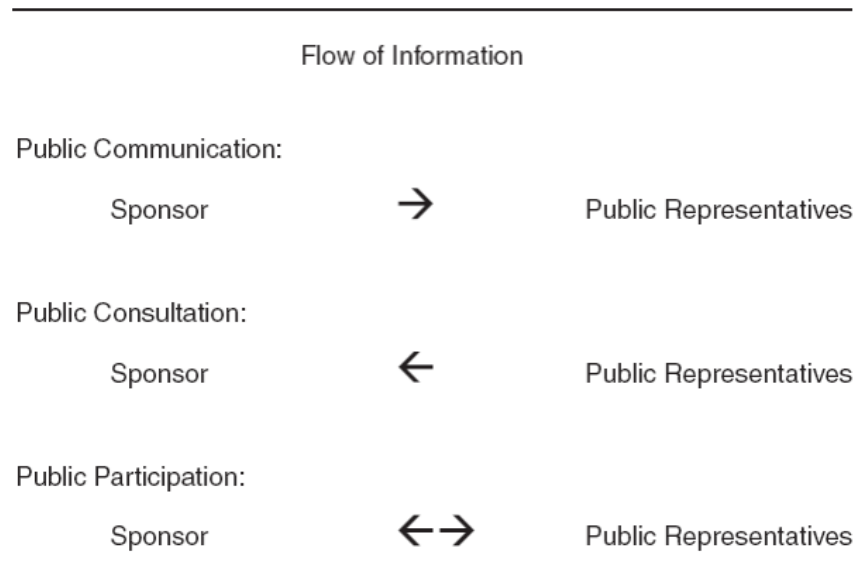 Flow of Information
Public Communication:
Sponsor → Public Representatives
Public Consultation:
Sponsor ← Public Representatives
Public Participation:
Sponsor ←→ Public Representatives